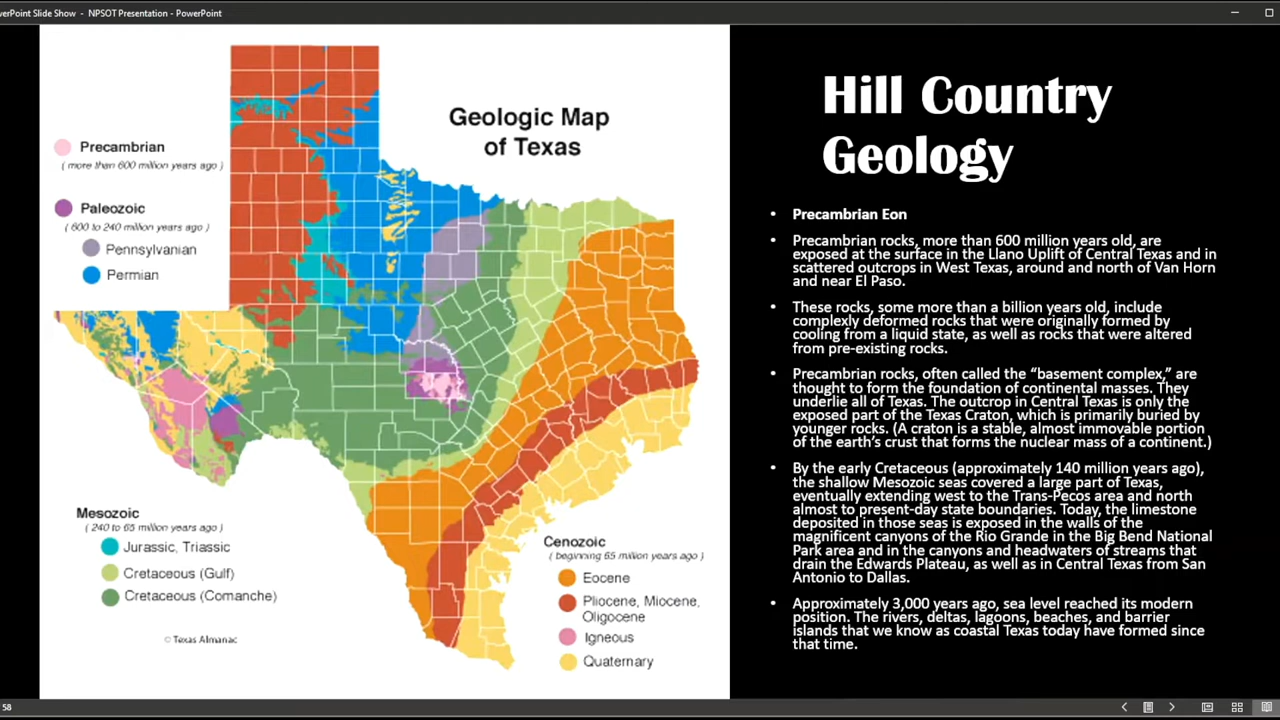 PowerPoint Slide Show - NPSOT Presentation - PowerPoint
Geologic Map
of Texas
Precambrian
( more than 600 million years ago )
Paleozoic
( 600 to 240 million years ago )
Pennsylvanian
Permian
Mesozoic
( 240 to 65 million years ago )
Jurassic, Triassic
Cretaceous (Gulf)
Cretaceous (Comanche)
© Texas Almanac
Cenozoic
( beginning 65 million years ago )
Eocene
Pliocene, Miocene,
Oligocene
Igneous
Quaternary
Hill Country
Geology
• Precambrian Eon
• Precambrian rocks, more than 600 million years old, are
exposed at the surface in the Llano Uplift of Central Texas and in
scattered outcrops in West Texas, around and north of Van Horn
and near El Paso.
• These rocks, some more than a billion years old, include
complexly deformed rocks that were originally formed by
cooling from a liquid state, as well as rocks that were altered
from pre-existing rocks.
• Precambrian rocks, often called the “basement complex,” are
thought to form the foundation of continental masses. They
underlie all of Texas. The outcrop in Central Texas is only the
exposed part of the Texas Craton, which is primarily buried by
younger rocks. (A craton is a stable, almost immovable portion
of the earth’s crust that forms the nuclear mass of a continent.)
• By the early Cretaceous (approximately 140 million years ago),
the shallow Mesozoic seas covered a large part of Texas,
eventually extending west to the Trans-Pecos area and north
almost to present-day state boundaries. Today, the limestone
deposited in those seas is exposed in the walls of the
magnificent canyons of the Rio Grande in the Big Bend National
Park area and in the canyons and headwaters of streams that
drain the Edwards Plateau, as well as in Central Texas from San
Antonio to Dallas.
• Approximately 3,000 years ago, sea level reached its modern
position. The rivers, deltas, lagoons, beaches, and barrier
islands that we know as coastal Texas today have formed since
that time.
58